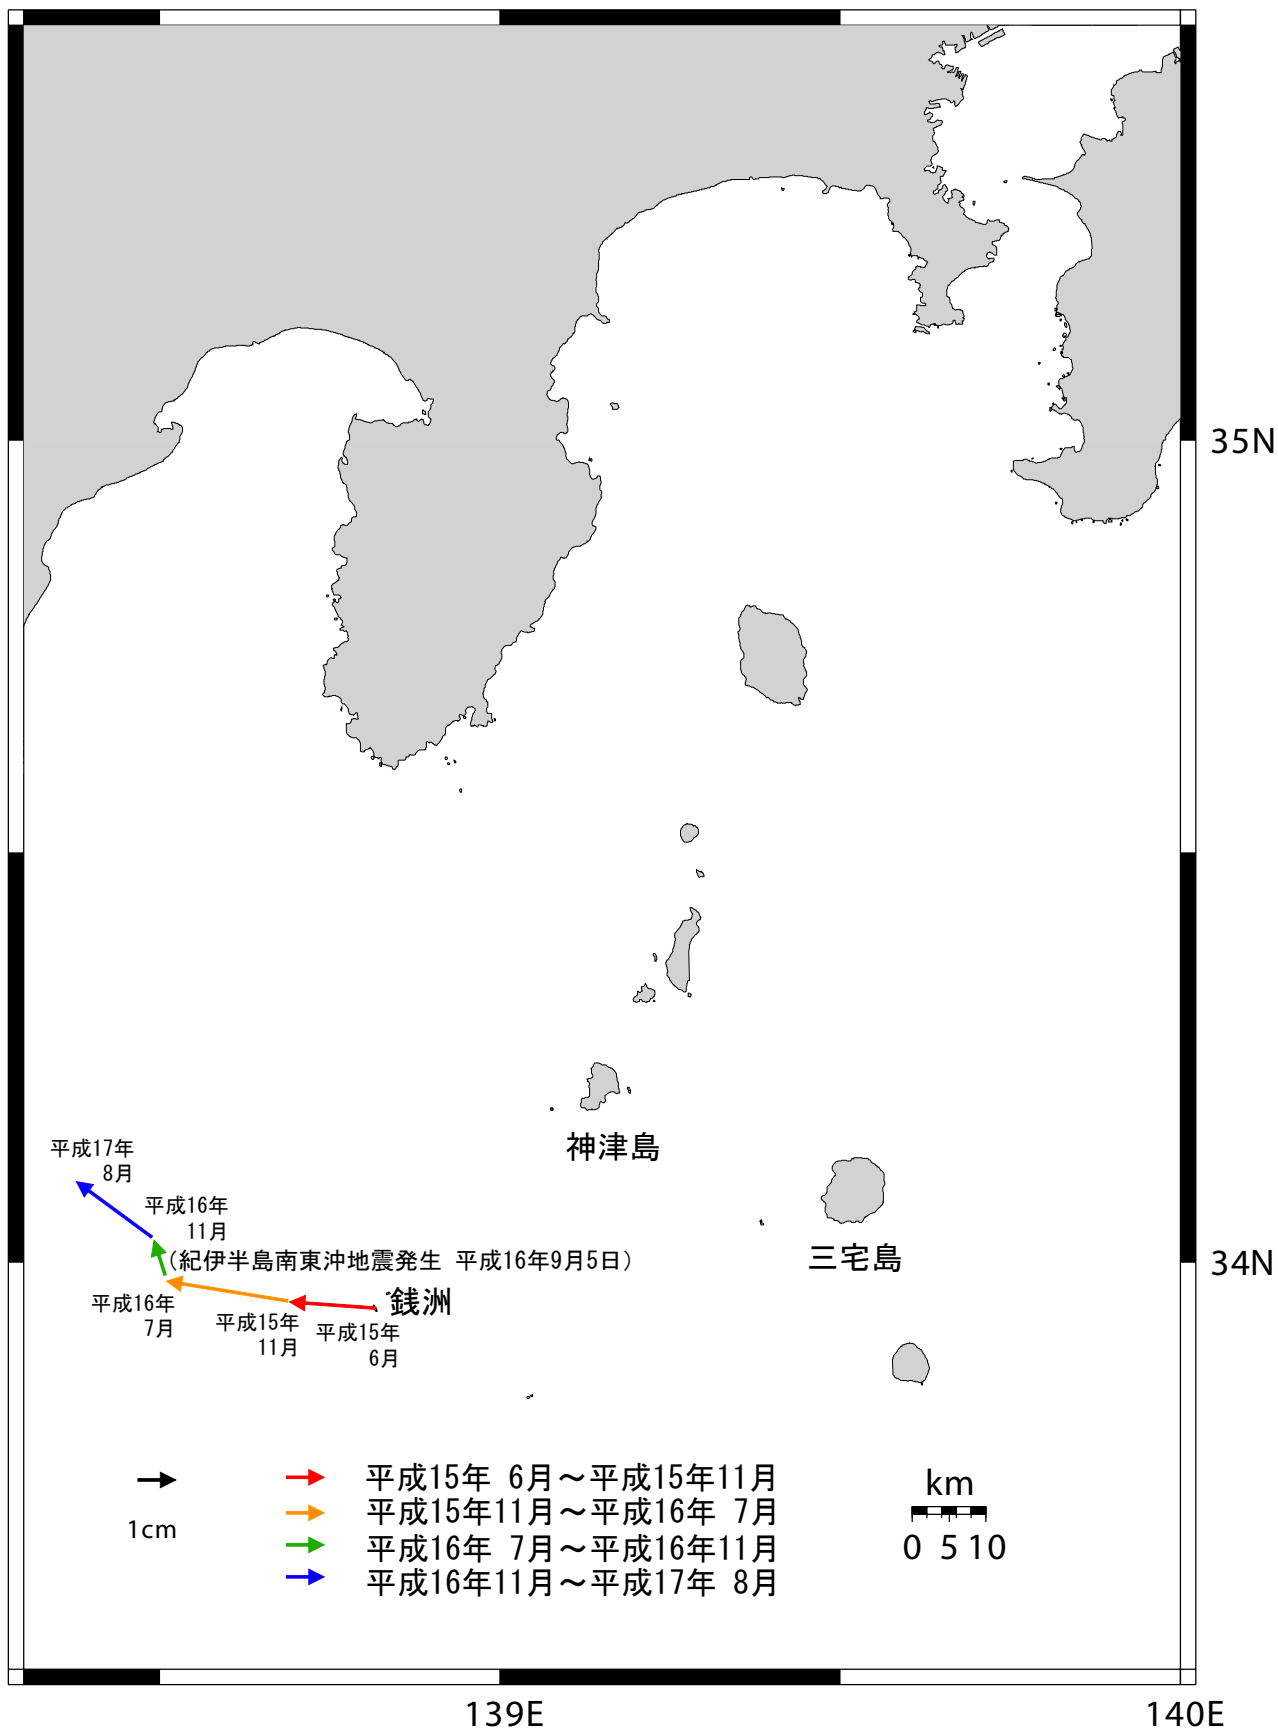 35N
神津島
平成17年
8月
平成16年
11月
(紀伊半島南東沖地震発生 平成16年9月5日)
三宅島
34N
平成16年
7月
平成15年
11月
平成15年
6月
銭洲
1cm
平成15年 6月～平成15年11月
平成15年11月～平成16年 7月
平成16年 7月～平成16年11月
平成16年11月～平成17年 8月
km
0 5 10
139E
140E